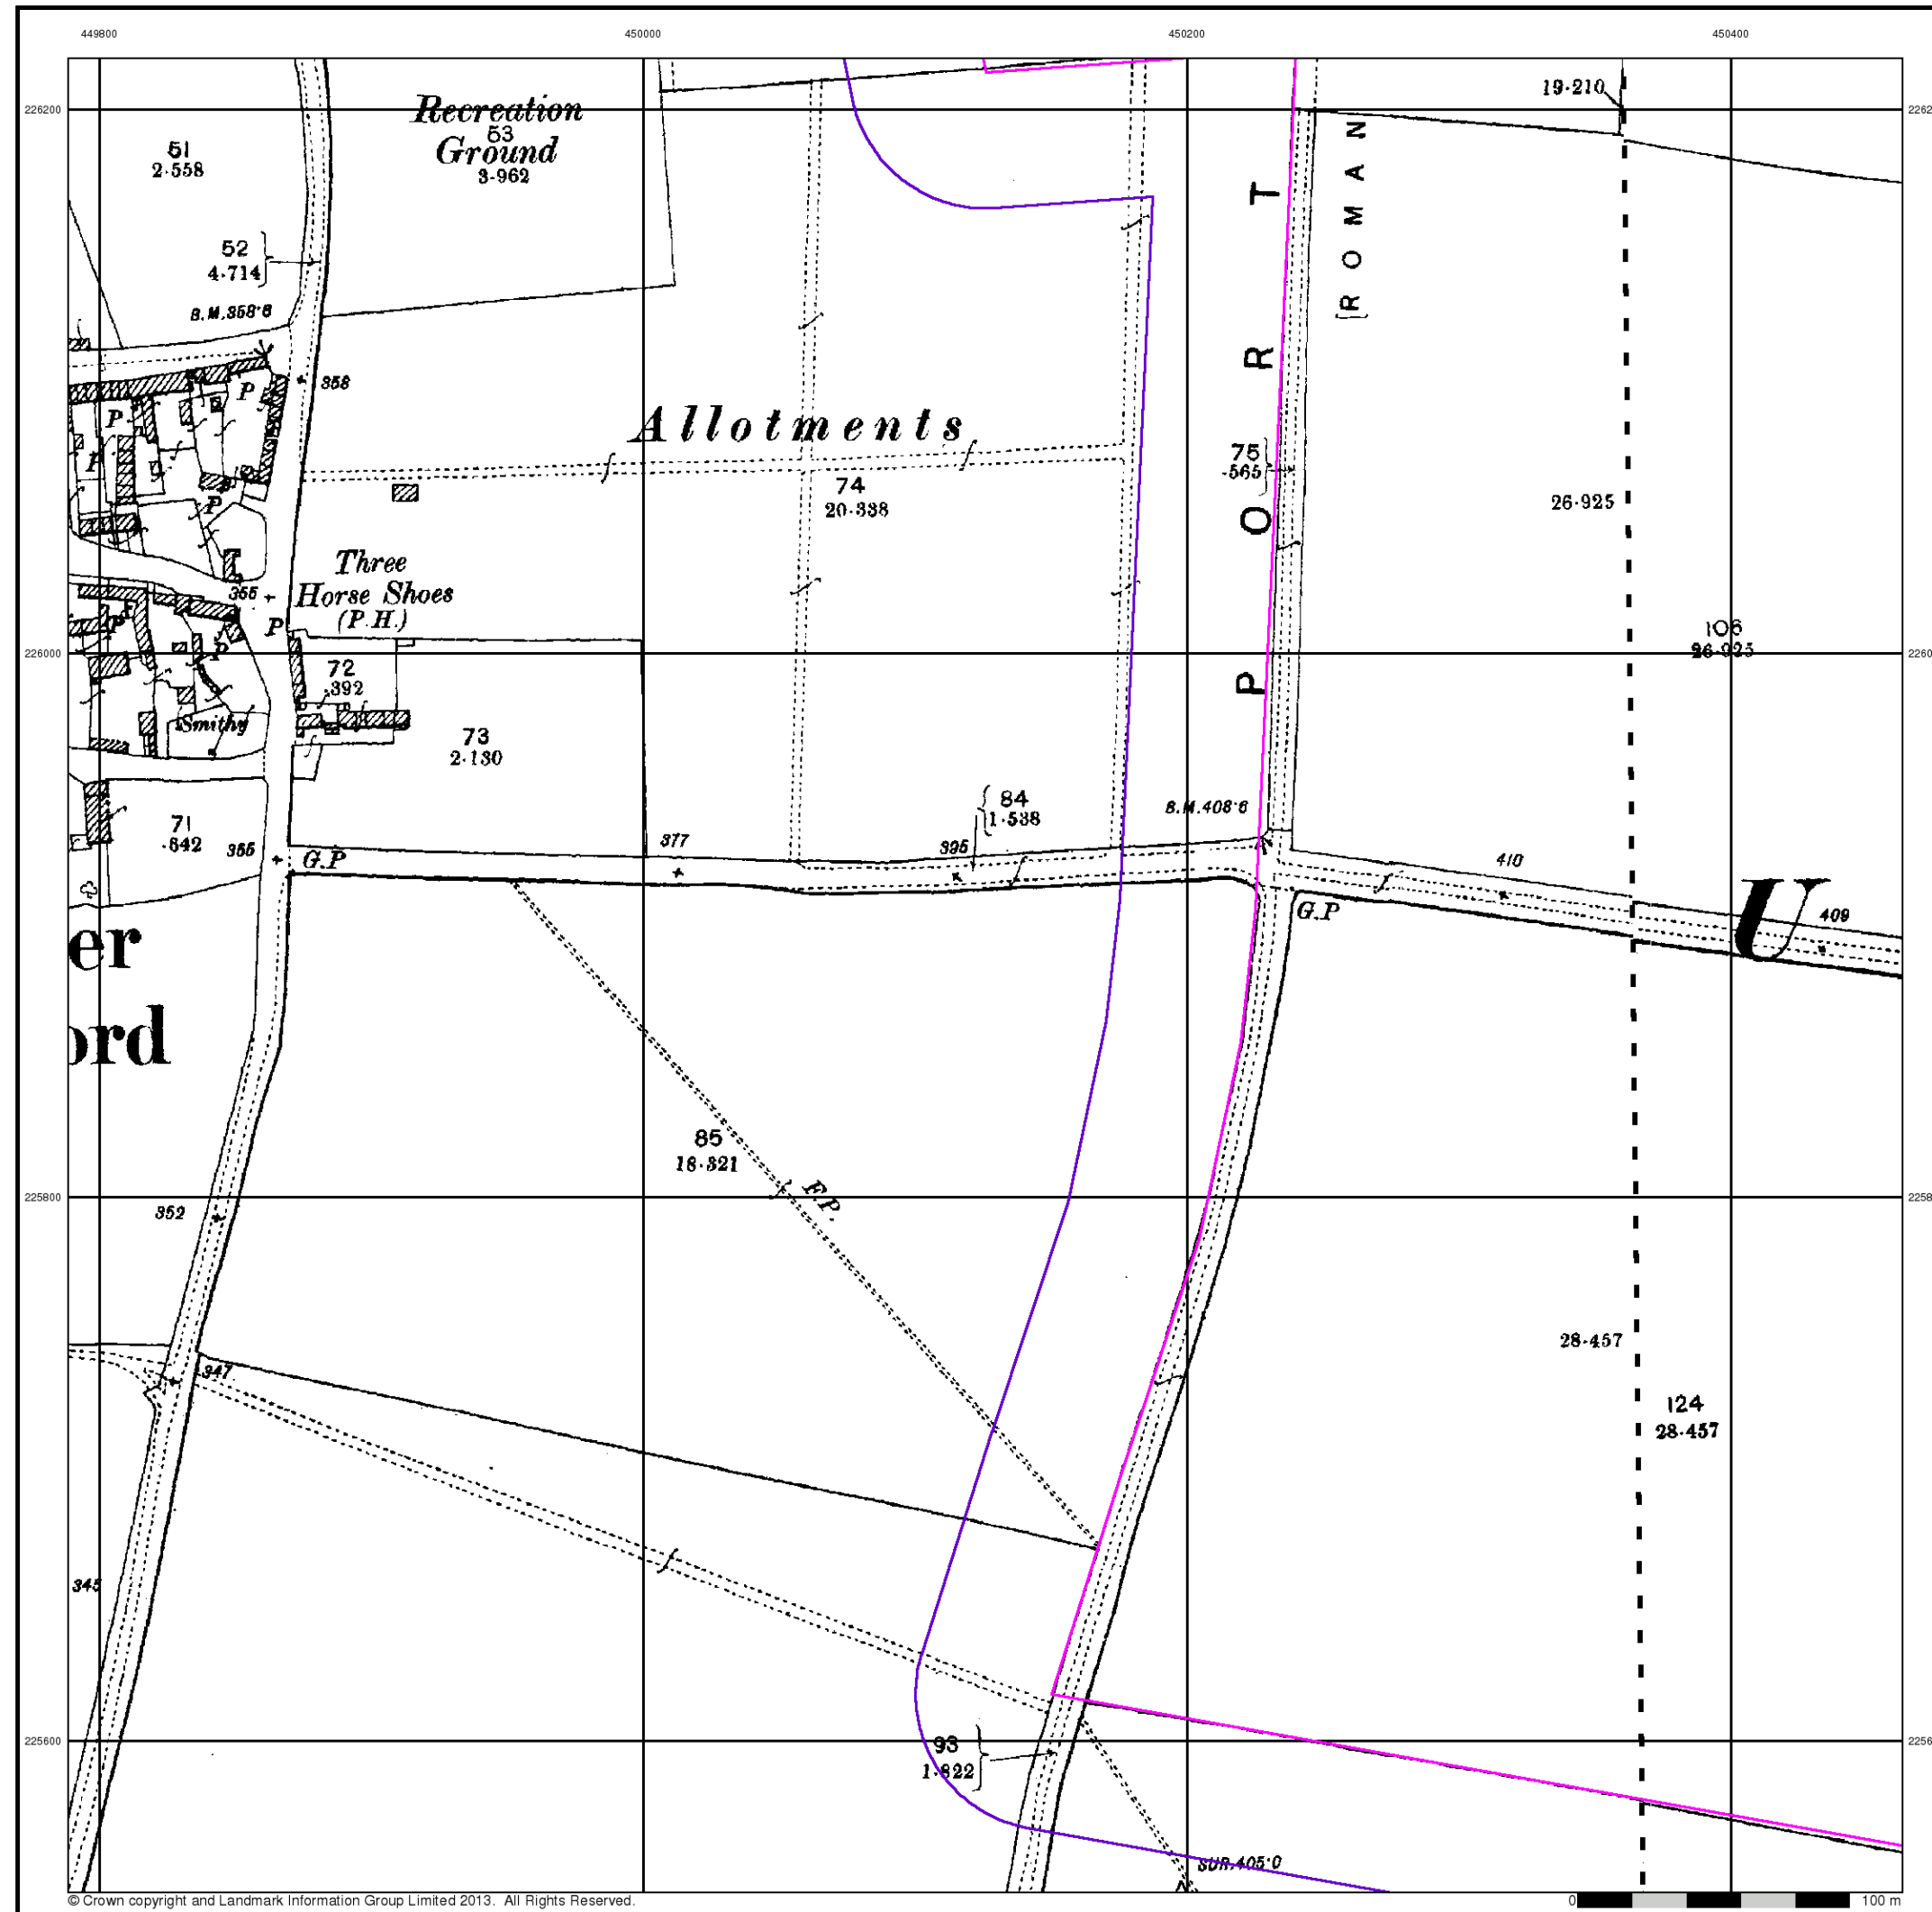 449800
450000
450200
450400
226200
Recreation
53
Ground
3·962
51
2·558
52
4·714
B.M.358·6
19·210
PORT
[ROMAN
358
P
P
P
P
Allotments
74
20·338
75
·565
26·925
Three
Horse Shoes
(P.H.)
355
P
P
P
226000
106
26·925
72
·392
Smithy
73
2·130
71
·642
355
G.P
377
395
84
1·538
B.M.408·6
410
G.P
U
409
er
ord
85
18·321
F.P.
225800
352
347
28·457
124
28·457
345
225600
93
1·822
SUR.405·0
© Crown copyright and Landmark Information Group Limited 2013. All Rights Reserved.
0
100 m